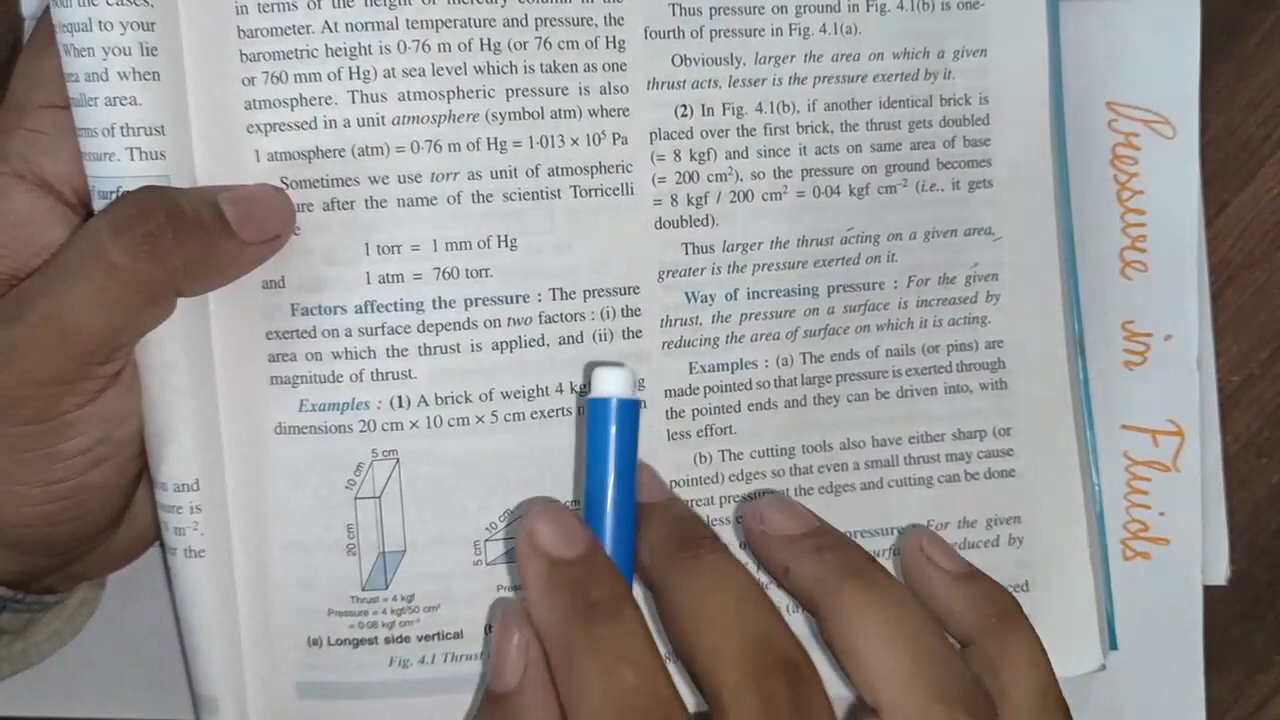 equal to your
When you lie
and when
aller area.
of thrust
Thus
and
is
m⁻².
the
in terms of the height of mercury column in the
barometer. At normal temperature and pressure, the
barometric height is 0·76 m of Hg (or 76 cm of Hg
or 760 mm of Hg) at sea level which is taken as one
atmosphere. Thus atmospheric pressure is also
expressed in a unit atmosphere (symbol atm) where
1 atmosphere (atm) = 0·76 m of Hg = 1·013 × 10⁵ Pa
Sometimes we use torr as unit of atmospheric
ure after the name of the scientist Torricelli
1 torr = 1 mm of Hg
and 1 atm = 760 torr.
Factors affecting the pressure : The pressure
exerted on a surface depends on two factors : (i) the
area on which the thrust is applied, and (ii) the
magnitude of thrust.
Examples : (1) A brick of weight 4 kg
dimensions 20 cm × 10 cm × 5 cm exerts
5 cm
10 cm
20 cm
Thrust = 4 kgf
Pressure = 4 kgf/50 cm²
= 0·08 kgf cm⁻²
(a) Longest side vertical
10 cm
cm
5 cm
Fig. 4.1 Thrust
Thus pressure on ground in Fig. 4.1(b) is one-
fourth of pressure in Fig. 4.1(a).
Obviously, larger the area on which a given
thrust acts, lesser is the pressure exerted by it.
(2) In Fig. 4.1(b), if another identical brick is
placed over the first brick, the thrust gets doubled
(= 8 kgf) and since it acts on same area of base
(= 200 cm²), so the pressure on ground becomes
= 8 kgf / 200 cm² = 0·04 kgf cm⁻² (i.e., it gets
doubled).
Thus larger the thrust acting on a given area,
greater is the pressure exerted on it.
Way of increasing pressure : For the given
thrust, the pressure on a surface is increased by
reducing the area of surface on which it is acting.
Examples : (a) The ends of nails (or pins) are
made pointed so that large pressure is exerted through
the pointed ends and they can be driven into, with
less effort.
(b) The cutting tools also have either sharp (or
pointed) edges so that even a small thrust may cause
great pressure at the edges and cutting can be done
less
pressure : For the given
reduced by
Pressure in Fluids